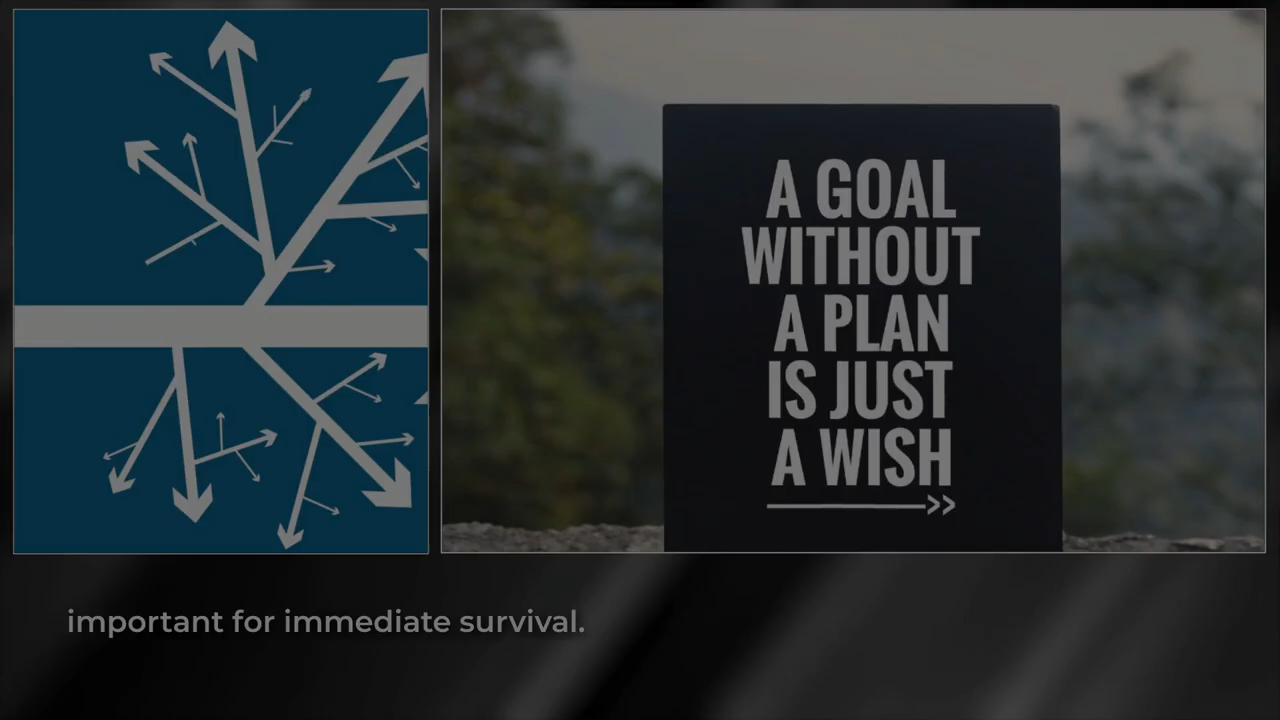 A GOAL
WITHOUT
A PLAN
IS JUST
A WISH
important for immediate survival.